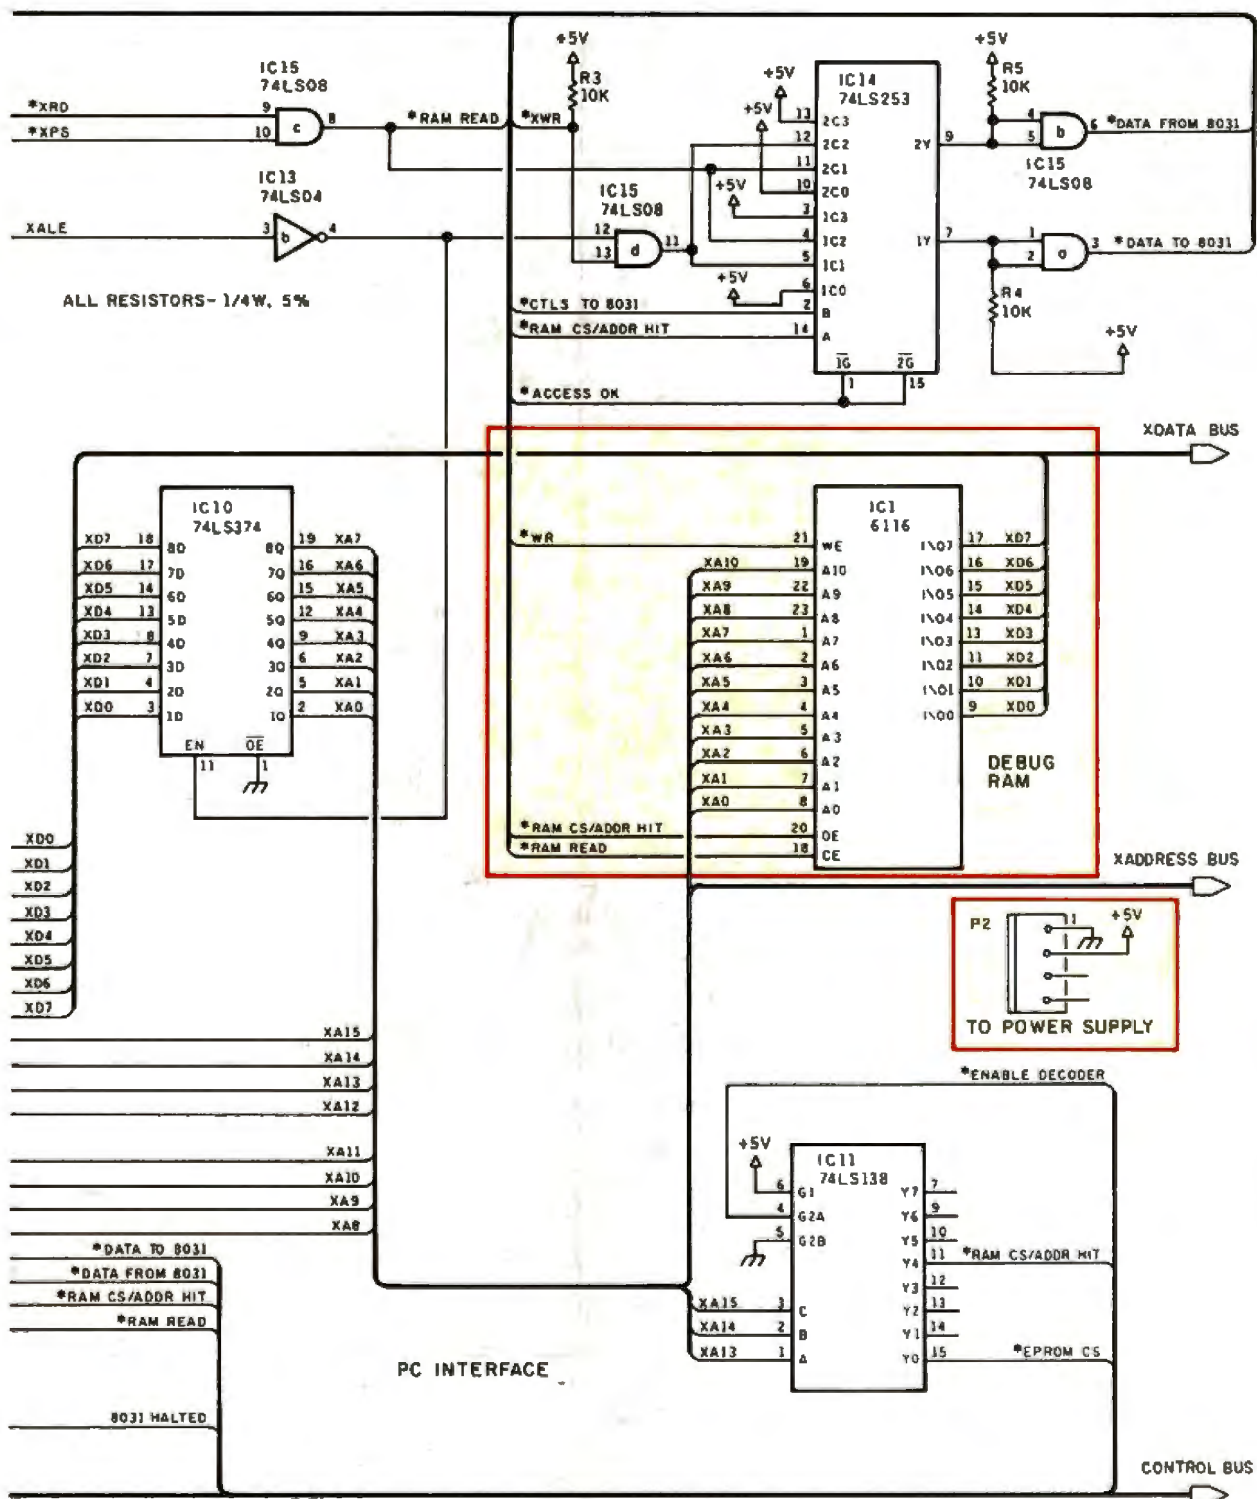 +5V
R3
10K
IC15
74LS08
*XRD
9
*XPS
10
c
8
*RAM READ
*XWR
IC13
74LS04
XALE
3
b
4
ALL RESISTORS- 1/4W, 5%
IC15
74LS08
12
13
d
11
+5V
+5V
+5V
+5V
IC14
74LS253
13 2C3
12 2C2
11 2C1
10 2C0
3 1C3
4 1C2
5 1C1
6 1C0
*CTLS TO 8031
2 B
*RAM CS/ADDR HIT
14 A
2Y 9
1Y 7
1G
2G
1
15
*ACCESS OK
+5V
R5
10K
4
5
b
6
*DATA FROM 8031
IC15
74LS08
1
2
a
3
*DATA TO 8031
R4
10K
+5V
XDATA BUS
IC10
74LS374
XD7 18 8D 8Q 19 XA7
XD6 17 7D 7Q 16 XA6
XD5 14 6D 6Q 15 XA5
XD4 13 5D 5Q 12 XA4
XD3 8 4D 4Q 9 XA3
XD2 7 3D 3Q 6 XA2
XD1 4 2D 2Q 5 XA1
XD0 3 1D 1Q 2 XA0
EN
OE
11
1
IC1
6116
*WR 21 WE I\O7 17 XD7
XA10 19 A10 I\O6 16 XD6
XA9 22 A9 I\O5 15 XD5
XA8 23 A8 I\O4 14 XD4
XA7 1 A7 I\O3 13 XD3
XA6 2 A6 I\O2 11 XD2
XA5 3 A5 I\O1 10 XD1
XA4 4 A4 I\O0 9 XD0
XA3 5 A3
XA2 6 A2
XA1 7 A1
XA0 8 A0
*RAM CS/ADDR HIT 20 OE
*RAM READ 18 CE
DEBUG
RAM
XADDRESS BUS
XD0
XD1
XD2
XD3
XD4
XD5
XD6
XD7
P2
1
+5V
TO POWER SUPPLY
XA15
XA14
XA13
XA12
XA11
XA10
XA9
XA8
*ENABLE DECODER
+5V
IC11
74LS138
6 G1
4 G2A
5 G2B
Y7 7
Y6 9
Y5 10
Y4 11 *RAM CS/ADDR HIT
Y3 12
Y2 13
Y1 14
Y0 15 *EPROM CS
XA15 3 C
XA14 2 B
XA13 1 A
*DATA TO 8031
*DATA FROM 8031
*RAM CS/ADDR HIT
*RAM READ
PC INTERFACE
8031 HALTED
CONTROL BUS